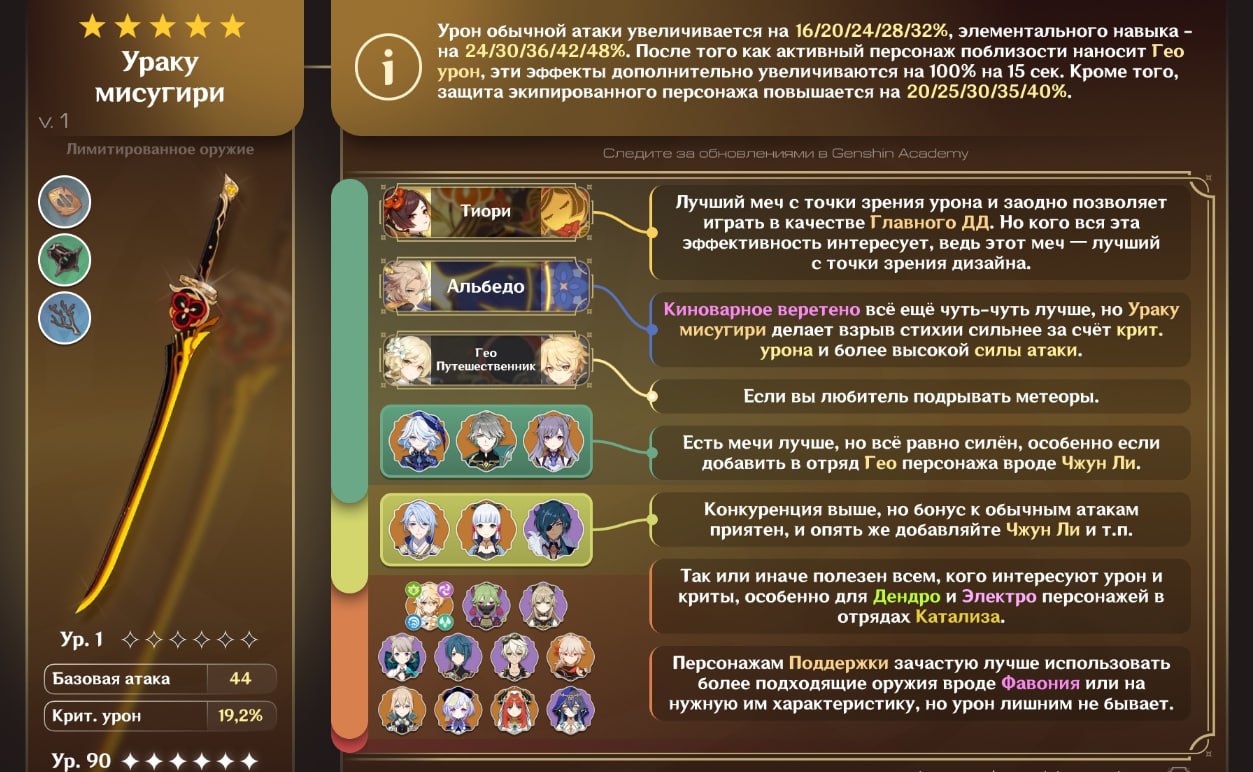 Ураку
мисугири
v. 1
Лимитированное оружие
Ур. 1
Базовая атака 44
Крит. урон 19,2%
Ур. 90
Урон обычной атаки увеличивается на 16/20/24/28/32%, элементального навыка -
на 24/30/36/42/48%. После того как активный персонаж поблизости наносит Гео
урон, эти эффекты дополнительно увеличиваются на 100% на 15 сек. Кроме того,
защита экипированного персонажа повышается на 20/25/30/35/40%.
Следите за обновлениями в Genshin Academy
Тиори
Лучший меч с точки зрения урона и заодно позволяет
играть в качестве Главного ДД. Но кого вся эта
эффективность интересует, ведь этот меч — лучший
с точки зрения дизайна.
Альбедо
Киноварное веретено всё ещё чуть-чуть лучше, но Ураку
мисугири делает взрыв стихии сильнее за счёт крит.
урона и более высокой силы атаки.
Гео
Путешественник
Если вы любитель подрывать метеоры.
Есть мечи лучше, но всё равно силён, особенно если
добавить в отряд Гео персонажа вроде Чжун Ли.
Конкуренция выше, но бонус к обычным атакам
приятен, и опять же добавляйте Чжун Ли и т.п.
Так или иначе полезен всем, кого интересуют урон и
криты, особенно для Дендро и Электро персонажей в
отрядах Катализа.
Персонажам Поддержки зачастую лучше использовать
более подходящие оружия вроде Фавония или на
нужную им характеристику, но урон лишним не бывает.